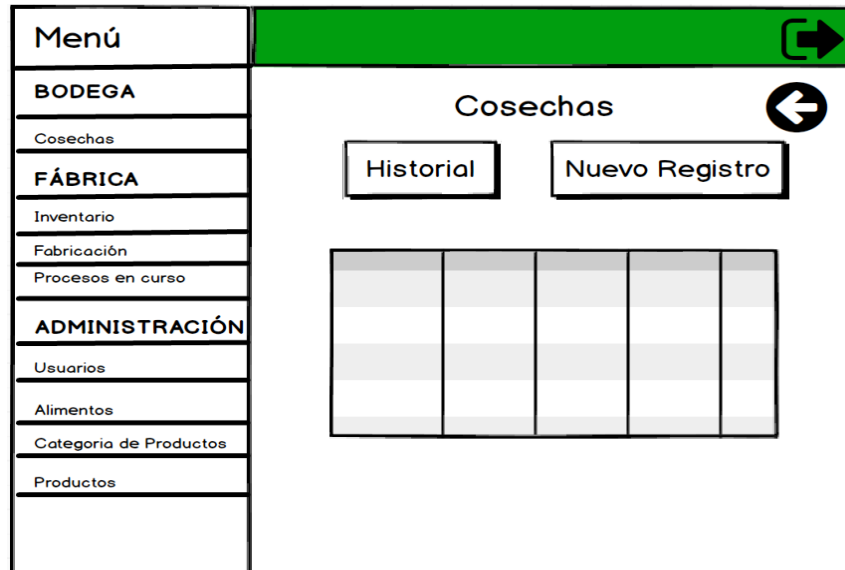 Menú
BODEGA
Cosechas
FÁBRICA
Inventario
Fabricación
Procesos en curso
ADMINISTRACIÓN
Usuarios
Alimentos
Categoria de Productos
Productos
Cosechas
Historial
Nuevo Registro